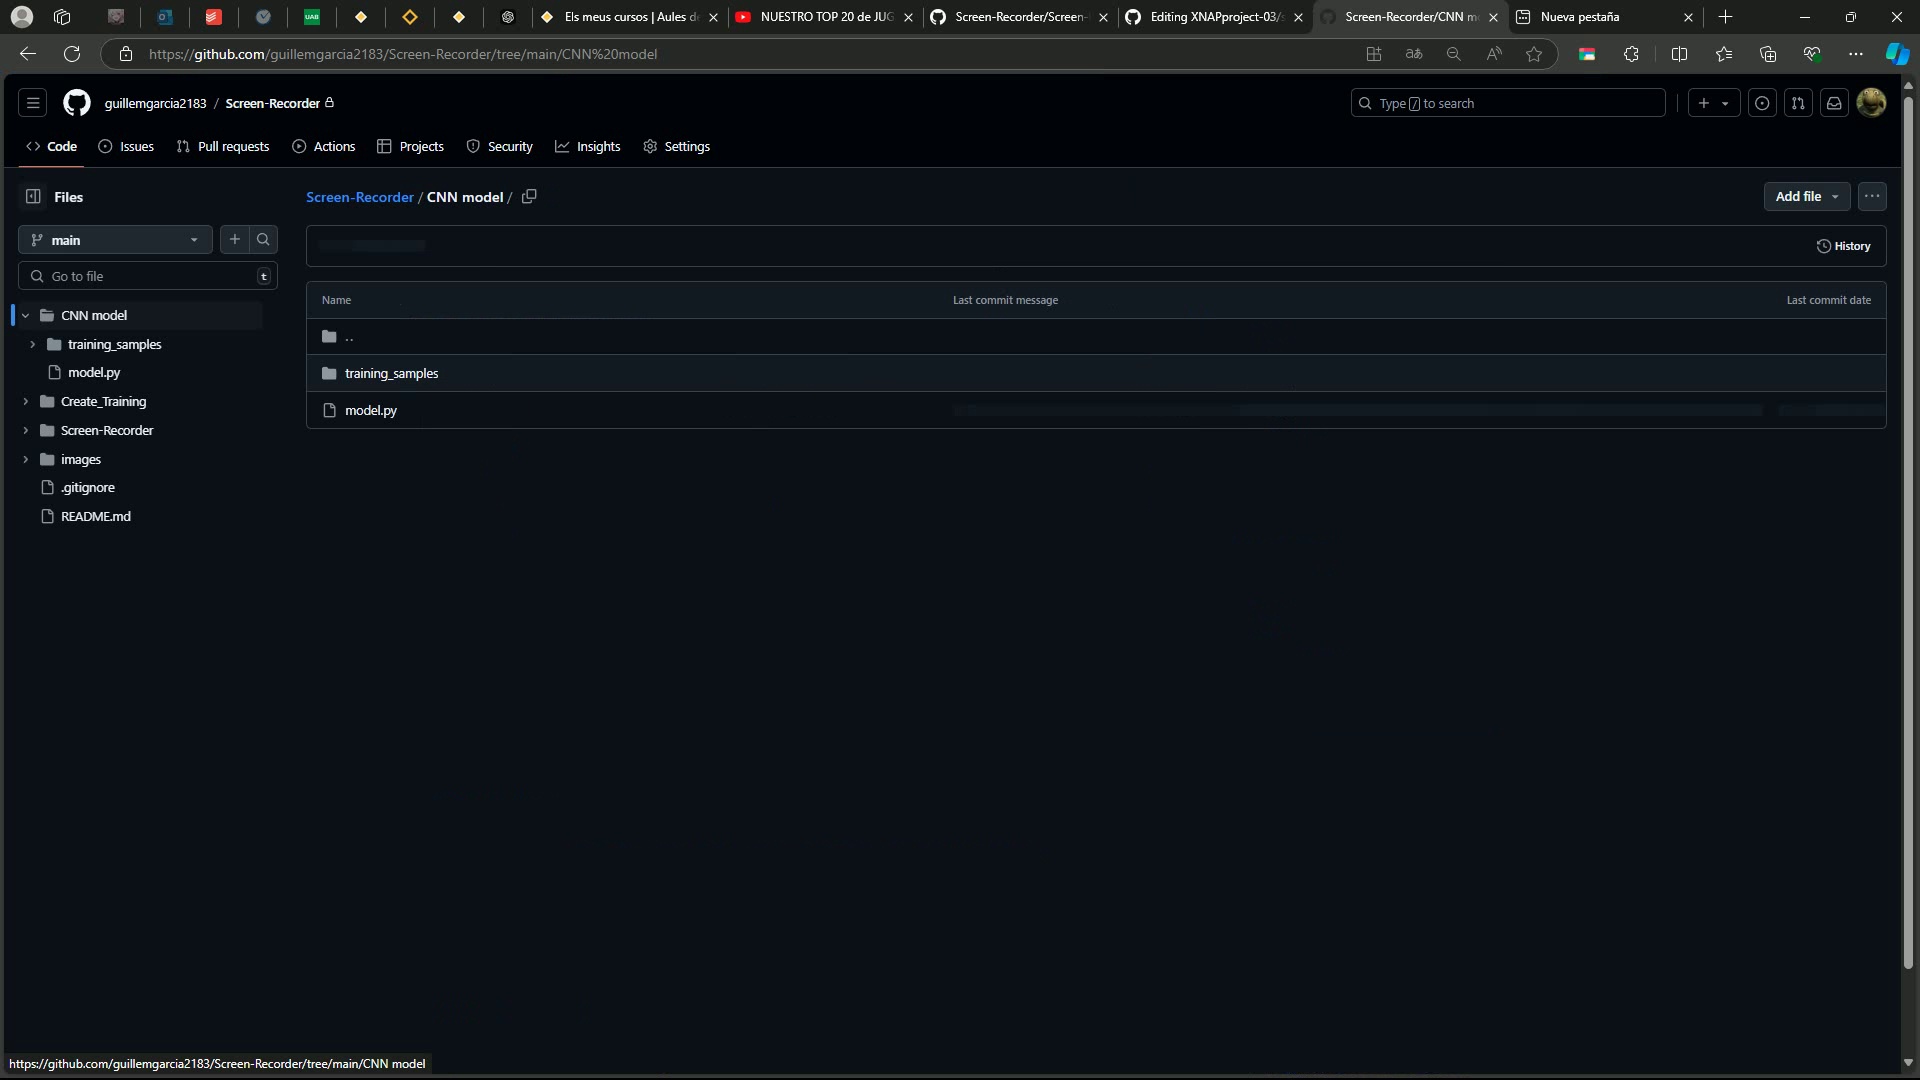 UAB
Els meus cursos | Aules d
NUESTRO TOP 20 de JUG
Screen-Recorder/Screen-
Editing XNAPproject-03/s
Screen-Recorder/CNN m
Nueva pestaña
https://github.com/guillemgarcia2183/Screen-Recorder/tree/main/CNN%20model
guillemgarcia2183 / Screen-Recorder
Type / to search
Code
Issues
Pull requests
Actions
Projects
Security
Insights
Settings
Files
Screen-Recorder / CNN model /
Add file
main
History
Go to file
t
Name
Last commit message
Last commit date
CNN model
training_samples
model.py
Create_Training
Screen-Recorder
images
.gitignore
README.md
..
training_samples
model.py
https://github.com/guillemgarcia2183/Screen-Recorder/tree/main/CNN model